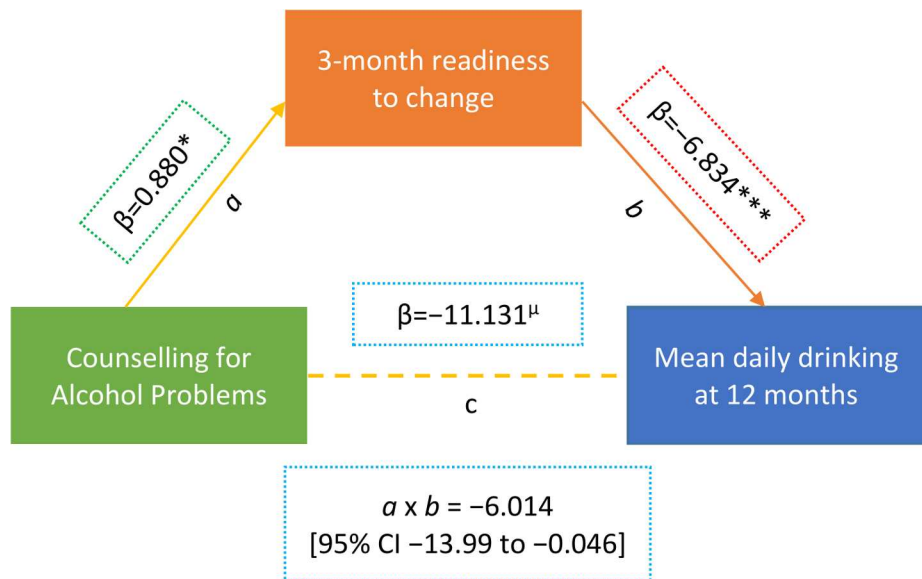 3-month readiness
to change
β=0.880*
a
β=−6.834***
b
β=−11.131ᵘ
Counselling for
Alcohol Problems
c
Mean daily drinking
at 12 months
a x b = −6.014
[95% CI −13.99 to −0.046]